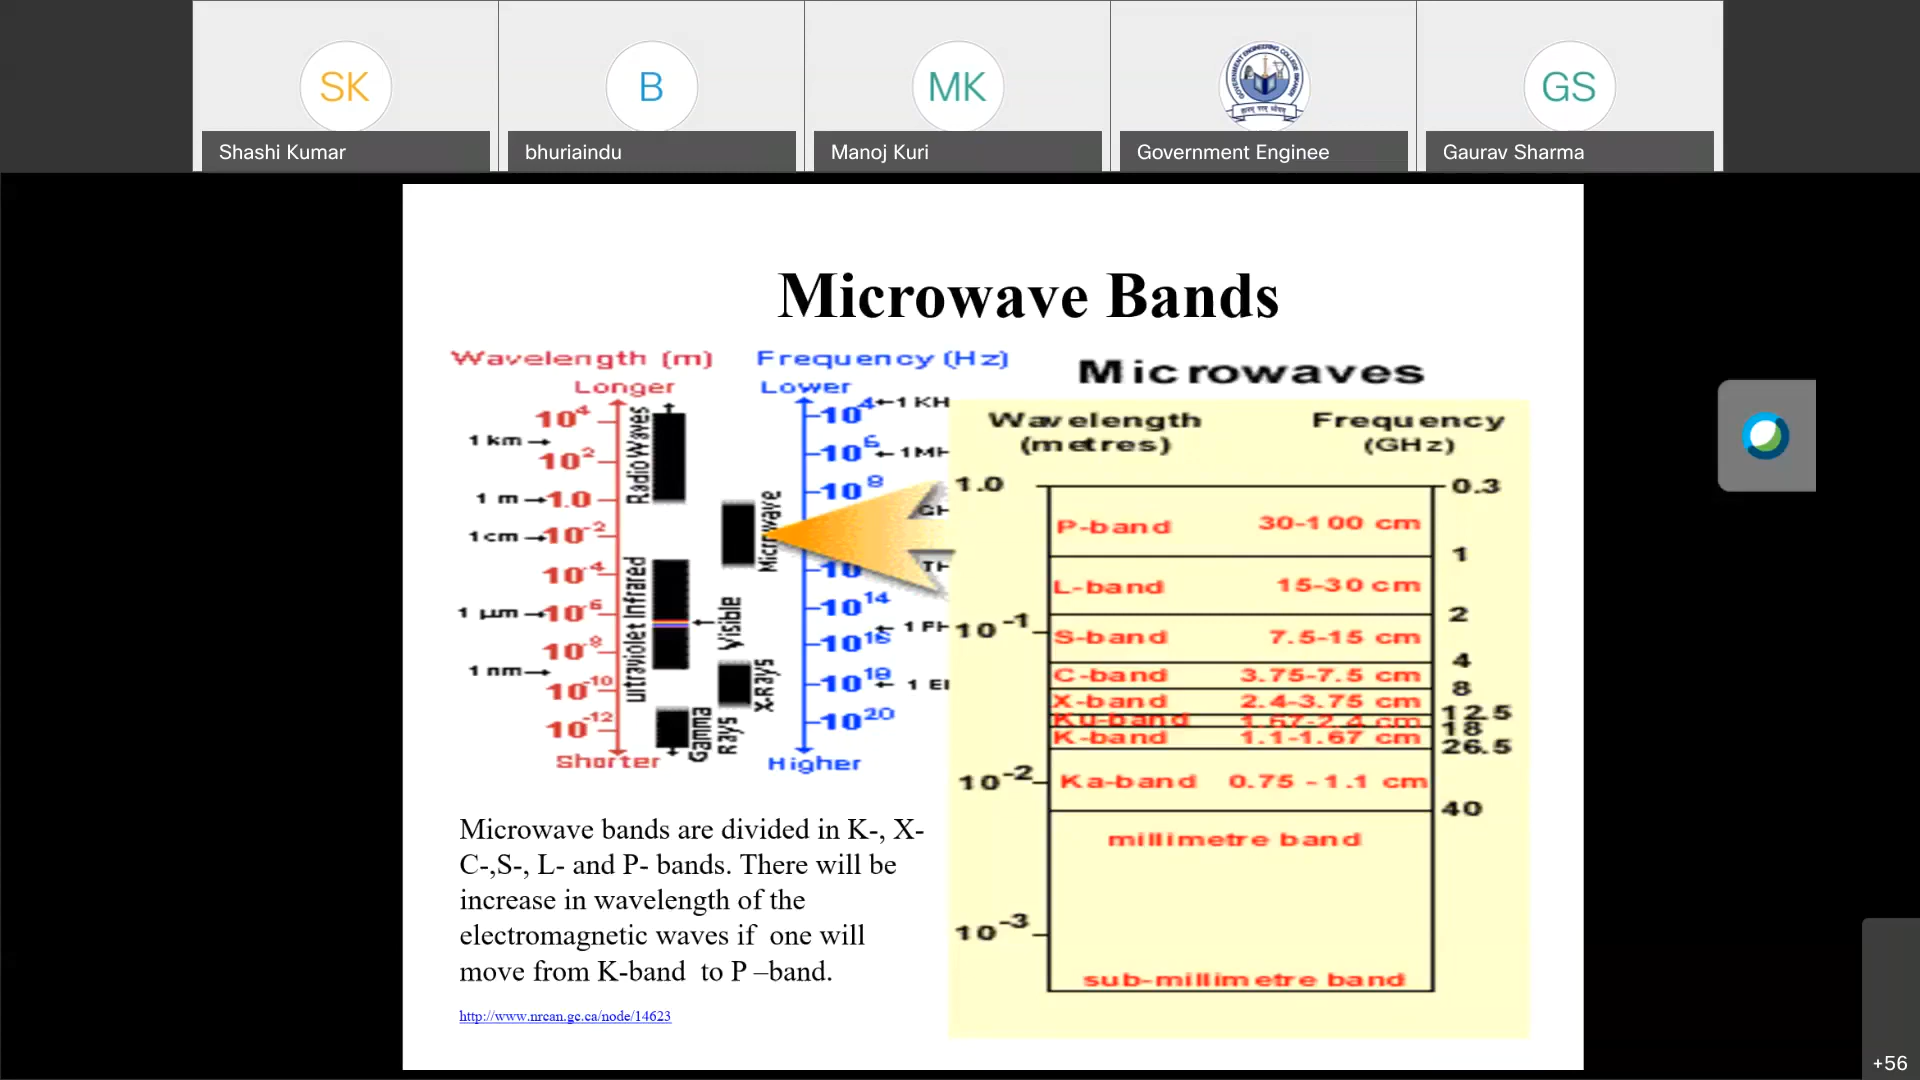 SK
B
MK
GS
Shashi Kumar
bhuriaindu
Manoj Kuri
Government Enginee
Gaurav Sharma
Microwave Bands
Wavelength (m)
Longer
10⁴
1 km
10²
1 m
1.0
1cm
10⁻²
10⁻⁴
1 µm
10⁻⁶
10⁻⁸
1 nm
10⁻¹⁰
10⁻¹²
Shorter
Radio Waves
Microwave
Infrared
Ultraviolet
Visible
X-Rays
Gamma
Rays
Frequency (Hz)
Lower
10⁴
1 KH
10⁶
1MH
10⁸
GH
TH
10¹⁴
10¹⁶
10¹⁸
1 EH
10²⁰
Higher
Microwaves
Wavelength
(metres)
Frequency
(GHz)
1.0
0.3
P-band 30-100 cm
1
L-band 15-30 cm
2
10⁻¹
S-band 7.5-15 cm
4
C-band 3.75-7.5 cm
8
X-band 2.4-3.75 cm
12.5
Ku-band 1.67-2.4 cm
18
K-band 1.1-1.67 cm
26.5
10⁻²
Ka-band 0.75 -1.1 cm
40
millimetre band
10⁻³
sub-millimetre band
Microwave bands are divided in K-, X-
C-,S-, L- and P- bands. There will be
increase in wavelength of the
electromagnetic waves if one will
move from K-band to P –band.
http://www.nrcan.gc.ca/node/14623
+56